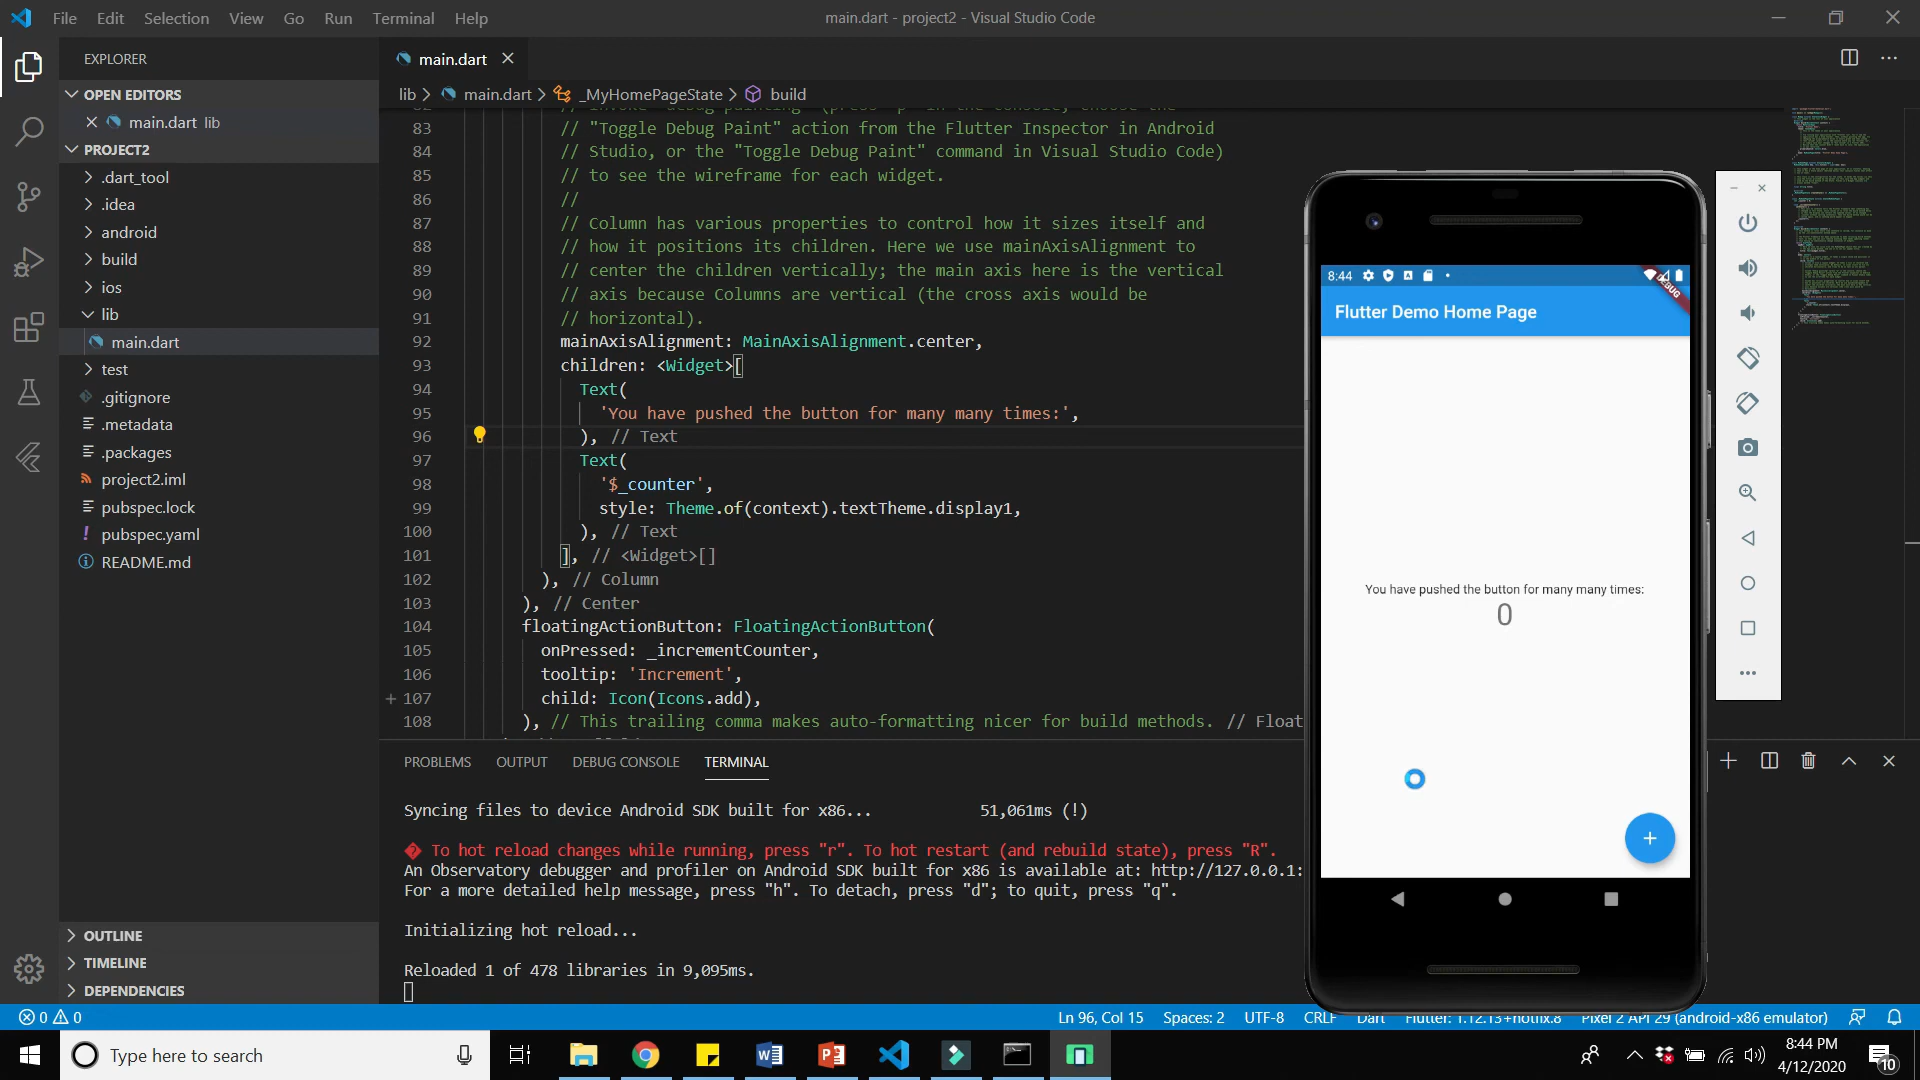 File Edit Selection View Go Run Terminal Help
main.dart - project2 - Visual Studio Code
EXPLORER
OPEN EDITORS
main.dart lib
PROJECT2
.dart_tool
.idea
android
build
ios
lib
main.dart
test
.gitignore
.metadata
.packages
project2.iml
pubspec.lock
pubspec.yaml
README.md
OUTLINE
TIMELINE
DEPENDENCIES
main.dart
lib > main.dart > _MyHomePageState > build
83 // "Toggle Debug Paint" action from the Flutter Inspector in Android
84 // Studio, or the "Toggle Debug Paint" command in Visual Studio Code)
85 // to see the wireframe for each widget.
86 //
87 // Column has various properties to control how it sizes itself and
88 // how it positions its children. Here we use mainAxisAlignment to
89 // center the children vertically; the main axis here is the vertical
90 // axis because Columns are vertical (the cross axis would be
91 // horizontal).
92 mainAxisAlignment: MainAxisAlignment.center,
93 children: <Widget>[
94 Text(
95 'You have pushed the button for many many times:',
96 ), // Text
97 Text(
98 '$_counter',
99 style: Theme.of(context).textTheme.display1,
100 ), // Text
101 ], // <Widget>[]
102 ), // Column
103 ), // Center
104 floatingActionButton: FloatingActionButton(
105 onPressed: _incrementCounter,
106 tooltip: 'Increment',
107 child: Icon(Icons.add),
108 ), // This trailing comma makes auto-formatting nicer for build methods. // Float
PROBLEMS OUTPUT DEBUG CONSOLE TERMINAL
Syncing files to device Android SDK built for x86... 51,061ms (!)
� To hot reload changes while running, press "r". To hot restart (and rebuild state), press "R".
An Observatory debugger and profiler on Android SDK built for x86 is available at: http://127.0.0.1:
For a more detailed help message, press "h". To detach, press "d"; to quit, press "q".
Initializing hot reload...
Reloaded 1 of 478 libraries in 9,095ms.
8:44
DEBUG
Flutter Demo Home Page
You have pushed the button for many many times:
0
0 0
Ln 96, Col 15 Spaces: 2 UTF-8 CRLF Dart Flutter: 1.12.13+hotfix.8 Pixel 2 API 29 (android-x86 emulator)
Type here to search
8:44 PM
4/12/2020
10